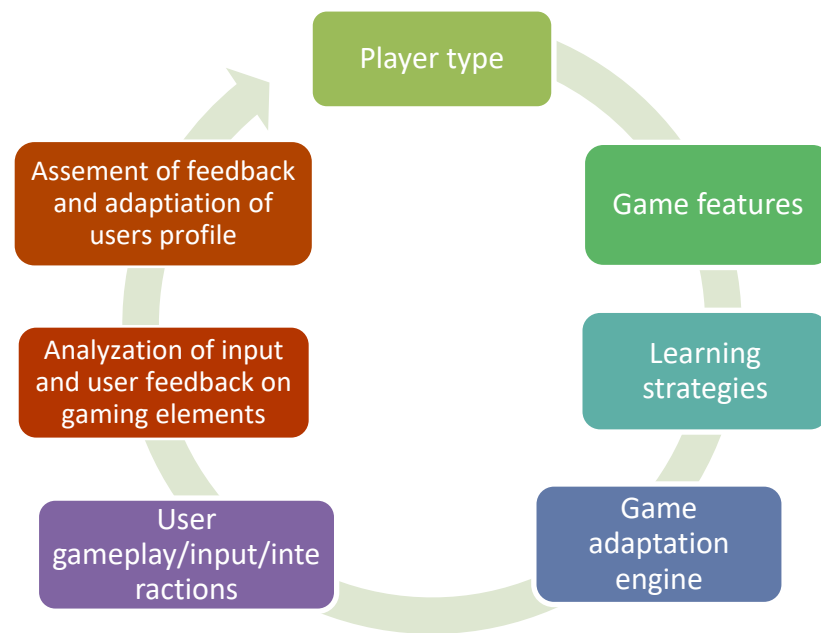 Player type
Game features
Learning
strategies
Game
adaptation
engine
User
gameplay/input/inte
ractions
Analyzation of input
and user feedback on
gaming elements
Assement of feedback
and adaptiation of
users profile